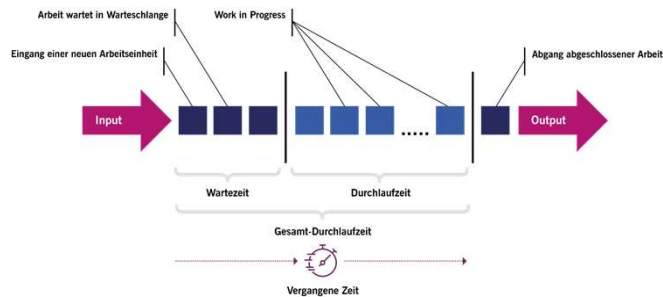 Arbeit wartet in Warteschlange
Work in Progress
Eingang einer neuen Arbeitseinheit
Abgang abgeschlossener Arbeit
Input
.....
Output
Wartezeit
Durchlaufzeit
Gesamt-Durchlaufzeit
Vergangene Zeit